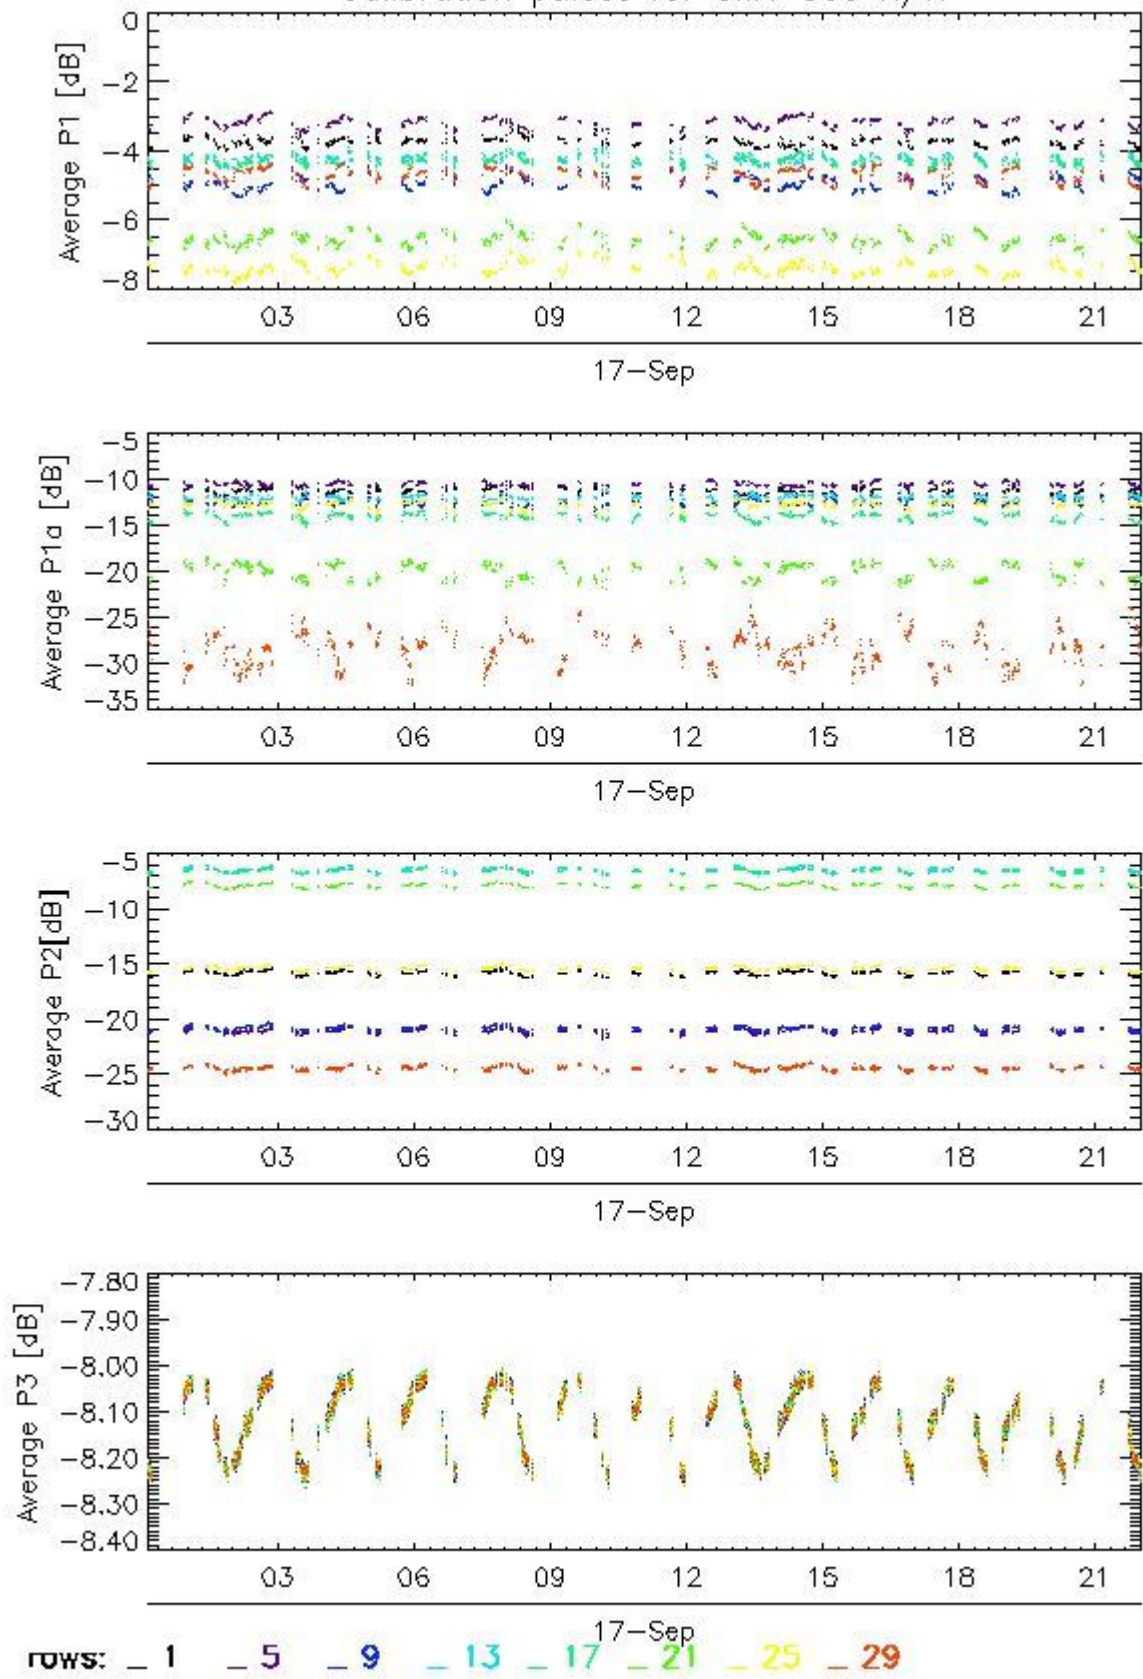 0
-2
-4
-6
-8
Average P1 [dB]
03 06 09 12 15 18 21
17-Sep
-5
-10
-15
-20
-25
-30
-35
Average P1a [dB]
03 06 09 12 15 18 21
17-Sep
-5
-10
-15
-20
-25
-30
Average P2[dB]
03 06 09 12 15 18 21
17-Sep
-7.80
-7.90
-8.00
-8.10
-8.20
-8.30
-8.40
Average P3 [dB]
03 06 09 12 15 18 21
17-Sep
rows: _ 1 _ 5 _ 9 _ 13 _ 17 _ 21 _ 25 _ 29